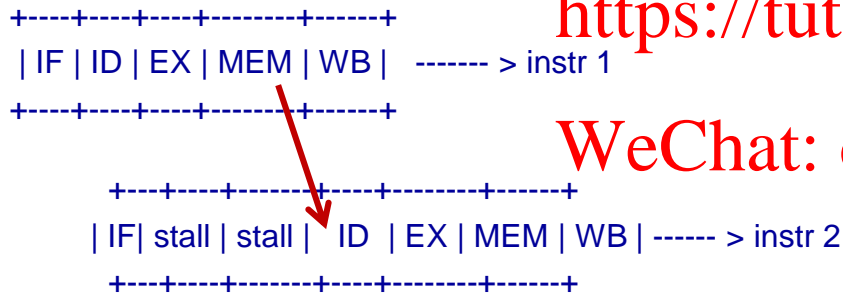 +----+----+----+--------+------+
| IF | ID | EX | MEM | WB | ------- > instr 1
+----+----+----+--------+------+
+---+----+-------+----+--------+------+
| IF| stall | stall | ID | EX | MEM | WB | ------ > instr 2
+---+----+-------+----+--------+------+
https://tut
WeChat: